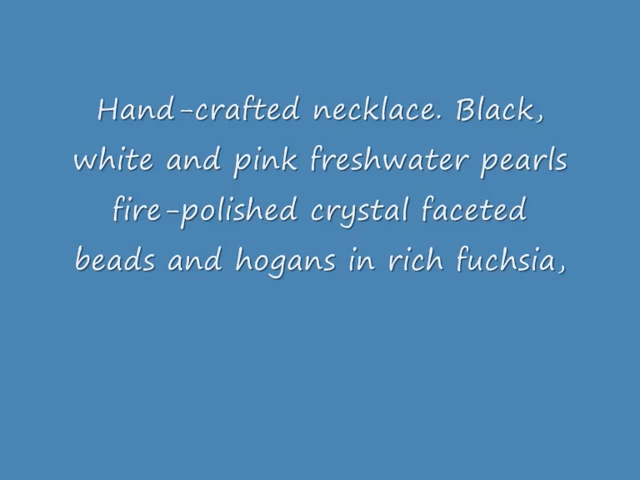 Hand-crafted necklace. Black,
white and pink freshwater pearls
fire-polished crystal faceted
beads and hogans in rich fuchsia,